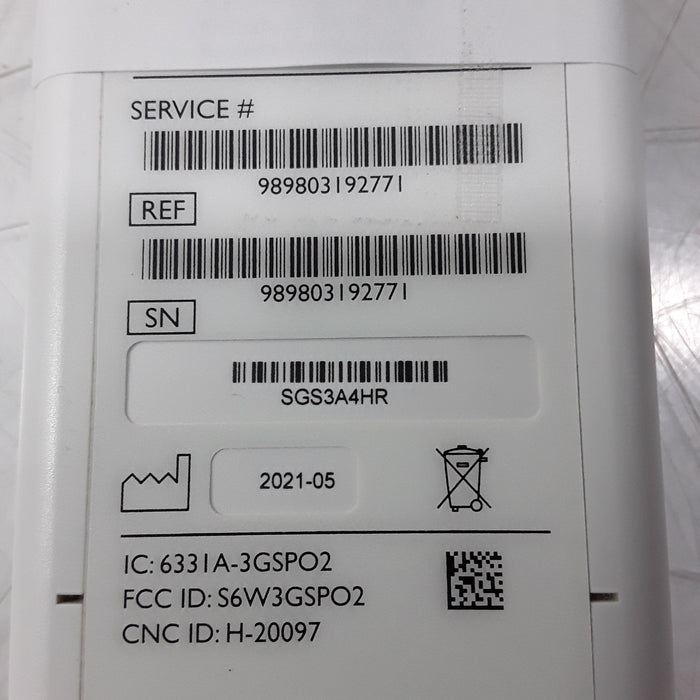 SERVICE #
989803192771
REF
989803192771
SN
SGS3A4HR
2021-05
IC: 6331A-3GSPO2
FCC ID: S6W3GSPO2
CNC ID: H-20097